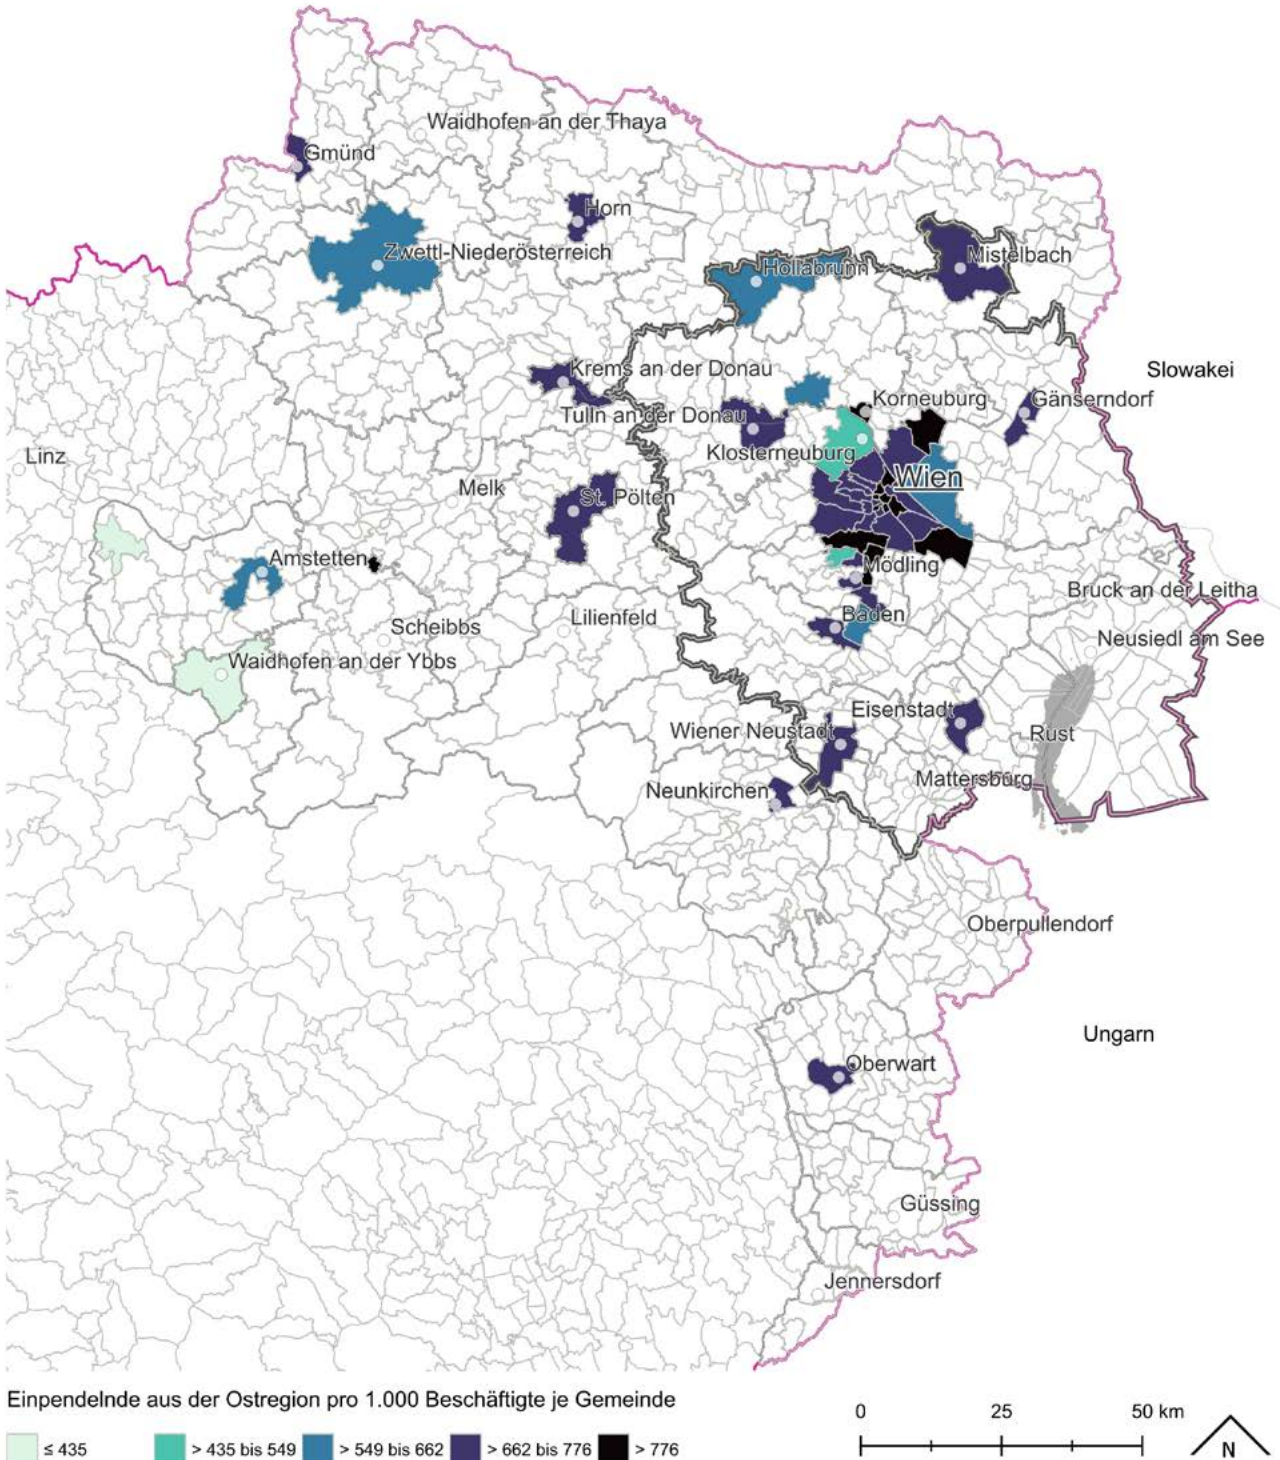 Waidhofen an der Thaya
Gmünd
Horn
Zwettl-Niederösterreich
Mistelbach
Hollabrunn
Krems an der Donau
Slowakei
Korneuburg
Gänserndorf
Tulln an der Donau
Klosterneuburg
Linz
Wien
Melk
St. Pölten
Amstetten
Mödling
Bruck an der Leitha
Lilienfeld
Baden
Scheibbs
Neusiedl am See
Waidhofen an der Ybbs
Eisenstadt
Wiener Neustadt
Rust
Mattersburg
Neunkirchen
Oberpullendorf
Ungarn
Oberwart
Güssing
Jennersdorf
Einpendelnde aus der Ostregion pro 1.000 Beschäftigte je Gemeinde
≤ 435
> 435 bis 549
> 549 bis 662
> 662 bis 776
> 776
0 25 50 km
N